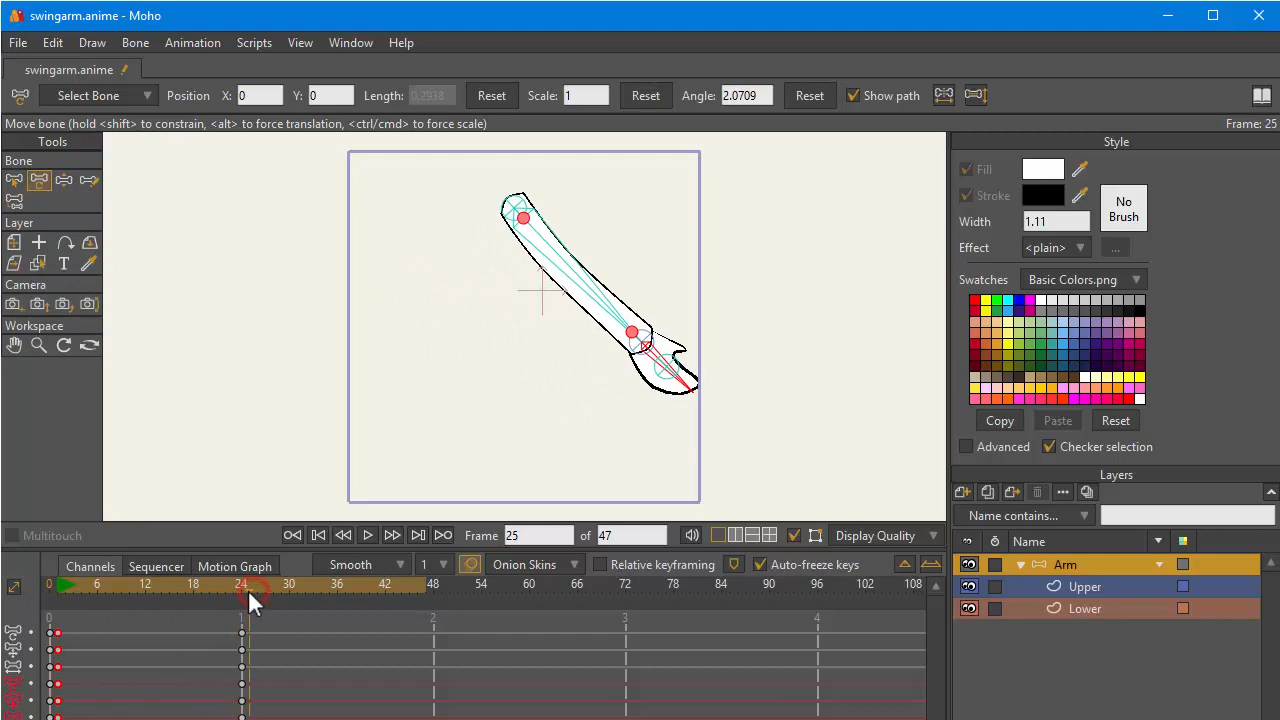 swingarm.anime - Moho
File Edit Draw Bone Animation Scripts View Window Help
swingarm.anime
Select Bone Position X: 0 Y: 0 Length: 0.2938 Reset Scale: 1 Reset Angle: 2.0709 Reset Show path
Move bone (hold <shift> to constrain, <alt> to force translation, <ctrl/cmd> to force scale) Frame: 25
Tools
Bone
Layer
Camera
Workspace
Style
Fill
Stroke
No Brush
Width 1.11
Effect <plain> ...
Swatches Basic Colors.png
Copy Paste Reset
Advanced Checker selection
Layers
Name contains...
Name
Arm
Upper
Lower
Multitouch Frame 25 of 47 Display Quality
Channels Sequencer Motion Graph Smooth 1 Onion Skins Relative keyframing Auto-freeze keys
0 6 12 18 24 30 36 42 48 54 60 66 72 78 84 90 96 102 108
0 1 2 3 4